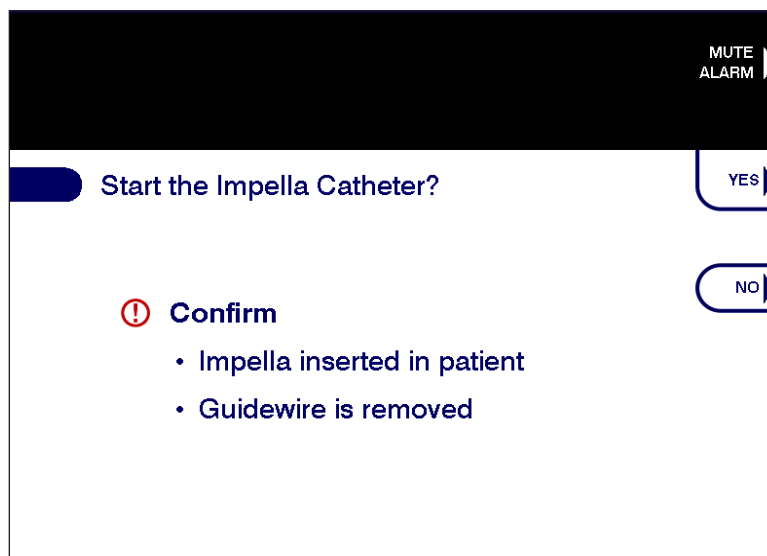 MUTE
ALARM
Start the Impella Catheter?
YES
NO
Confirm
• Impella inserted in patient
• Guidewire is removed